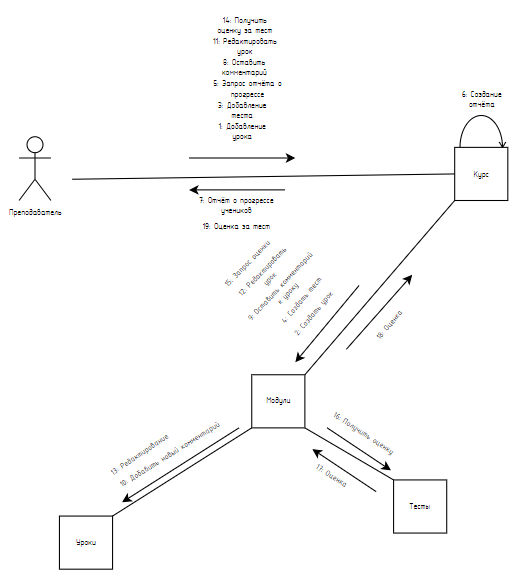 14: Получить
оценку за тест
11: Редактировать
урок
8: Оставить
комментарий
5: Запрос отчёта о
прогрессе
3: Добавление
теста
1: Добавление
урока
6: Создание
отчёта
Курс
Преподаватель
7: Отчёт о прогрессе
учеников
19: Оценка за тест
15: Запрос оценки
12: Редактировать
урок
9: Оставить комментарий
к уроку
4: Создать тест
2: Создать урок
18: Оценка
Модули
16: Получить оценку
17: Оценка
13: Редактирование
10: Добавить новый комментарий
Тесты
Уроки